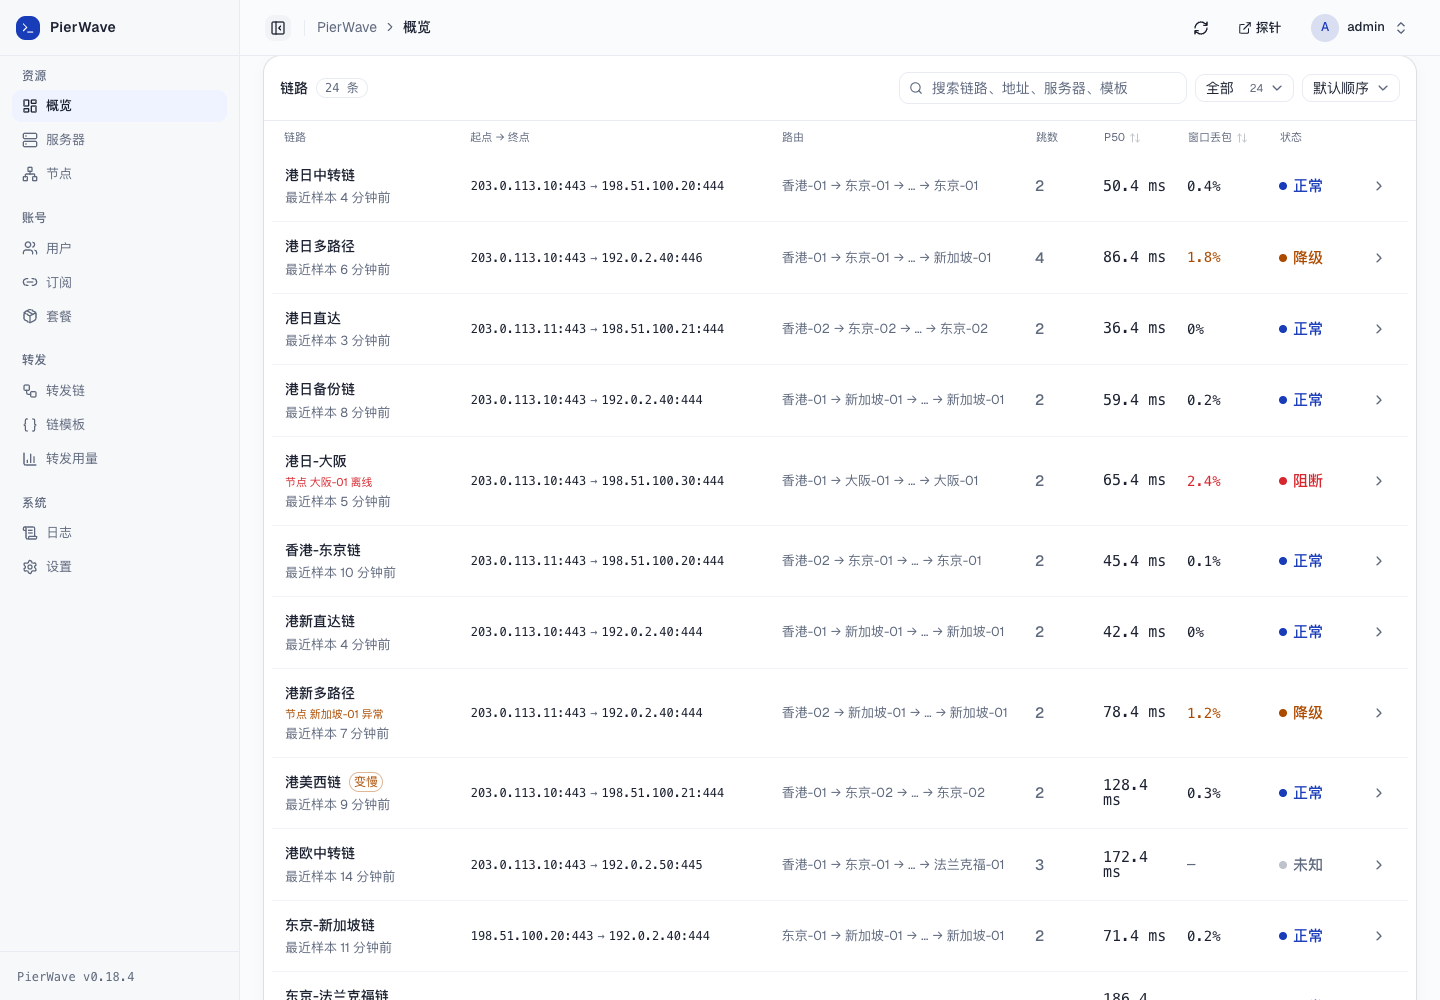 PierWave
PierWave > 概览
探针
A admin
资源
概览
服务器
节点
账号
用户
订阅
套餐
转发
转发链
链模板
转发用量
系统
日志
设置
PierWave v0.18.4
链路 24 条
搜索链路、地址、服务器、模板
全部 24
默认顺序
链路 起点 → 终点 路由 跳数 P50 窗口丢包 状态
港日中转链
最近样本 4 分钟前
203.0.113.10:443 → 198.51.100.20:444 香港-01 → 东京-01 → … → 东京-01 2 50.4 ms 0.4% 正常
港日多路径
最近样本 6 分钟前
203.0.113.10:443 → 192.0.2.40:446 香港-01 → 东京-01 → … → 新加坡-01 4 86.4 ms 1.8% 降级
港日直达
最近样本 3 分钟前
203.0.113.11:443 → 198.51.100.21:444 香港-02 → 东京-02 → … → 东京-02 2 36.4 ms 0% 正常
港日备份链
最近样本 8 分钟前
203.0.113.10:443 → 192.0.2.40:444 香港-01 → 新加坡-01 → … → 新加坡-01 2 59.4 ms 0.2% 正常
港日-大阪
节点 大阪-01 离线
最近样本 5 分钟前
203.0.113.10:443 → 198.51.100.30:444 香港-01 → 大阪-01 → … → 大阪-01 2 65.4 ms 2.4% 阻断
香港-东京链
最近样本 10 分钟前
203.0.113.11:443 → 198.51.100.20:444 香港-02 → 东京-01 → … → 东京-01 2 45.4 ms 0.1% 正常
港新直达链
最近样本 4 分钟前
203.0.113.10:443 → 192.0.2.40:444 香港-01 → 新加坡-01 → … → 新加坡-01 2 42.4 ms 0% 正常
港新多路径
节点 新加坡-01 异常
最近样本 7 分钟前
203.0.113.11:443 → 192.0.2.40:444 香港-02 → 新加坡-01 → … → 新加坡-01 2 78.4 ms 1.2% 降级
港美西链 变慢
最近样本 9 分钟前
203.0.113.10:443 → 198.51.100.21:444 香港-01 → 东京-02 → … → 东京-02 2 128.4 ms 0.3% 正常
港欧中转链
最近样本 14 分钟前
203.0.113.10:443 → 192.0.2.50:445 香港-01 → 东京-01 → … → 法兰克福-01 3 172.4 ms — 未知
东京-新加坡链
最近样本 11 分钟前
198.51.100.20:443 → 192.0.2.40:444 东京-01 → 新加坡-01 → … → 新加坡-01 2 71.4 ms 0.2% 正常
东京-法兰克福链 186.4